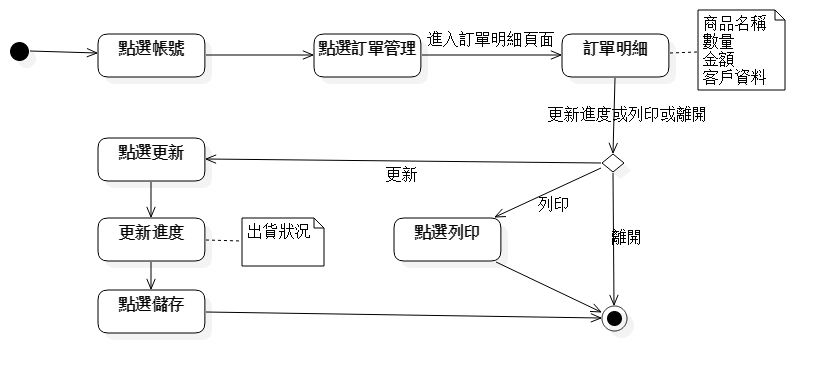 點選帳號
點選訂單管理
進入訂單明細頁面
訂單明細
商品名稱
數量
金額
客戶資料
更新進度或列印或離開
點選更新
更新
列印
更新進度
出貨狀況
點選列印
離開
點選儲存